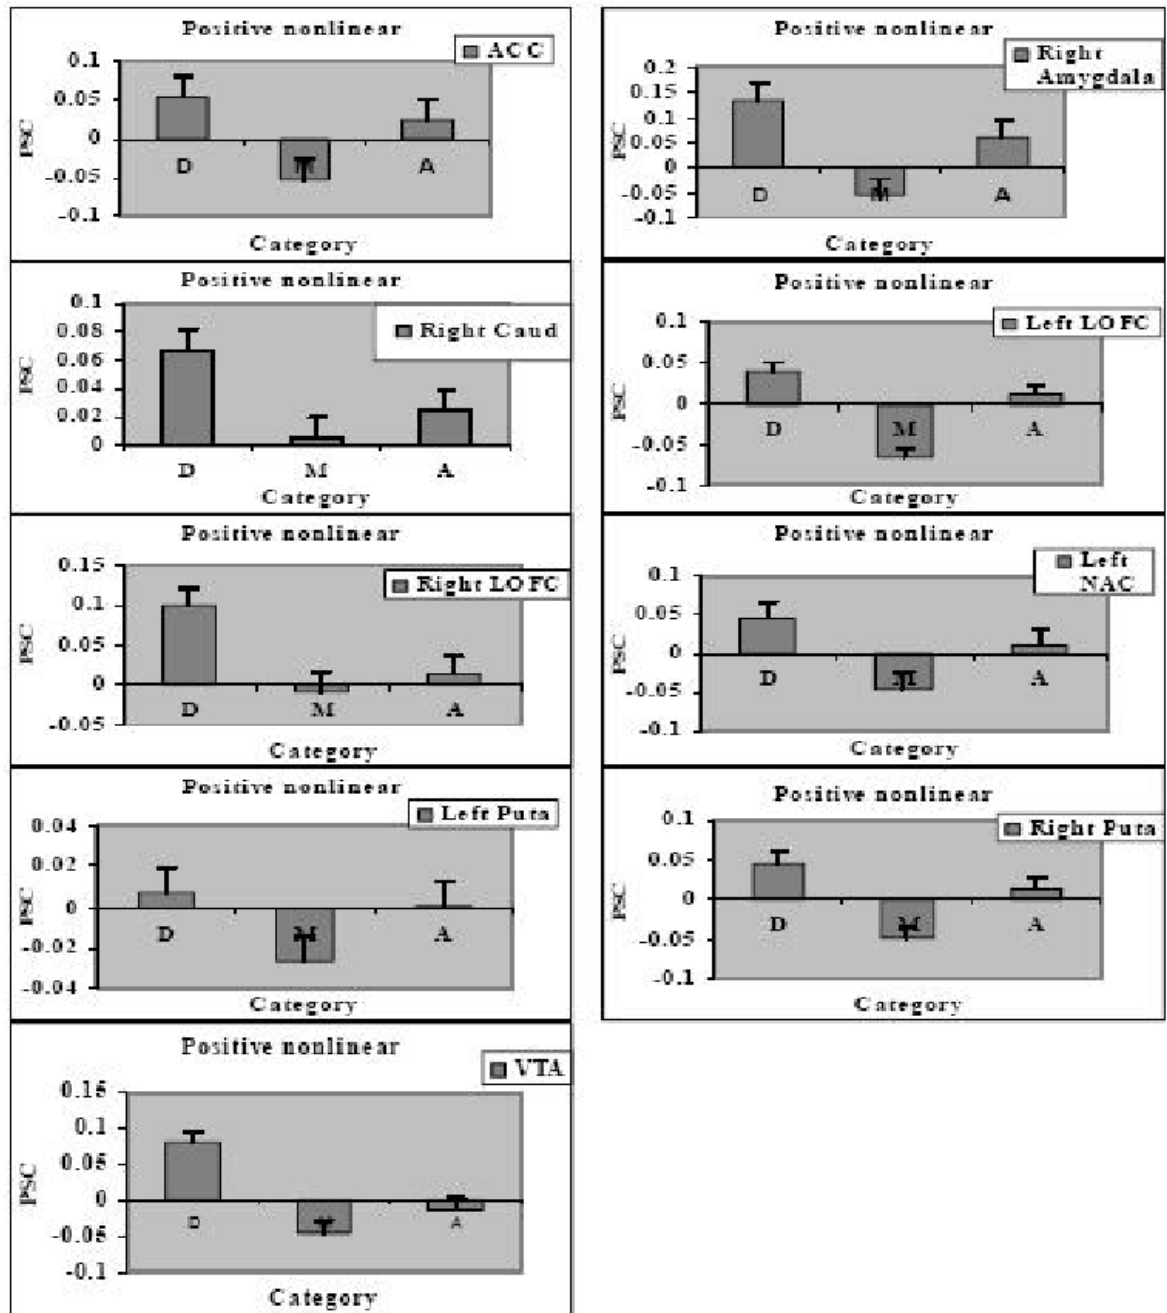 Positive nonlinear
ACC
0.1
0.05
0
-0.05
-0.1
PSC
D M A
Category
Positive nonlinear
Right
Amygdala
0.2
0.15
0.1
0.05
0
-0.05
-0.1
PSC
D M A
Category
Positive nonlinear
Right Caud
0.1
0.08
0.06
0.04
0.02
0
PSC
D M A
Category
Positive nonlinear
Left LOFC
0.1
0.05
0
-0.05
-0.1
PSC
D M A
Category
Positive nonlinear
Right LOFC
0.15
0.1
0.05
0
-0.05
PSC
D M A
Category
Positive nonlinear
Left
NAC
0.1
0.05
0
-0.05
-0.1
PSC
D M A
Category
Positive nonlinear
Left Puta
0.04
0.02
0
-0.02
-0.04
PSC
D M A
Category
Positive nonlinear
Right Puta
0.1
0.05
0
-0.05
-0.1
PSC
D M A
Category
Positive nonlinear
VTA
0.15
0.1
0.05
0
-0.05
-0.1
PSC
D A
Category